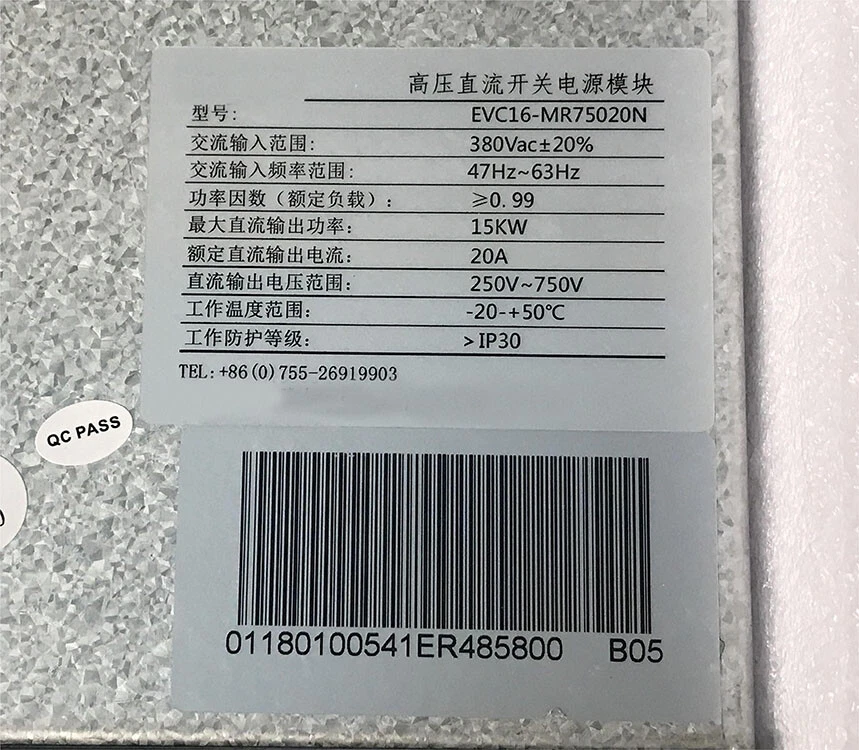 高压直流开关电源模块
型号: EVC16-MR75020N
交流输入范围: 380Vac±20%
交流输入频率范围: 47Hz~63Hz
功率因数（额定负载）: ≥0.99
最大直流输出功率: 15KW
额定直流输出电流: 20A
直流输出电压范围: 250V~750V
工作温度范围: -20-+50℃
工作防护等级: >IP30
TEL:+86(0)755-26919903
QC PASS
01180100541ER485800 B05